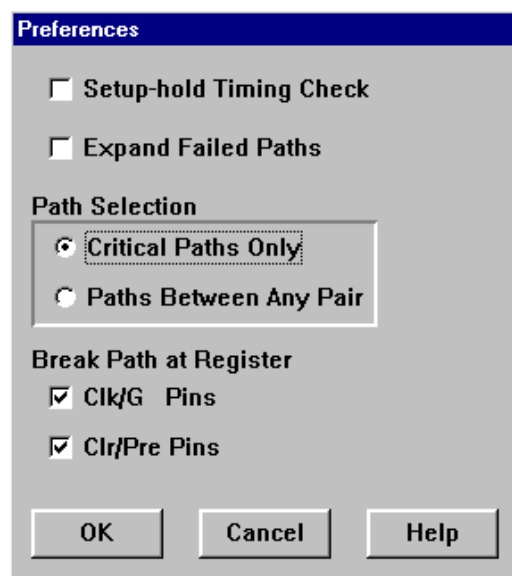 Preferences
Setup-hold Timing Check
Expand Failed Paths
Path Selection
Critical Paths Only
Paths Between Any Pair
Break Path at Register
Clk/G Pins
Clr/Pre Pins
OK Cancel Help